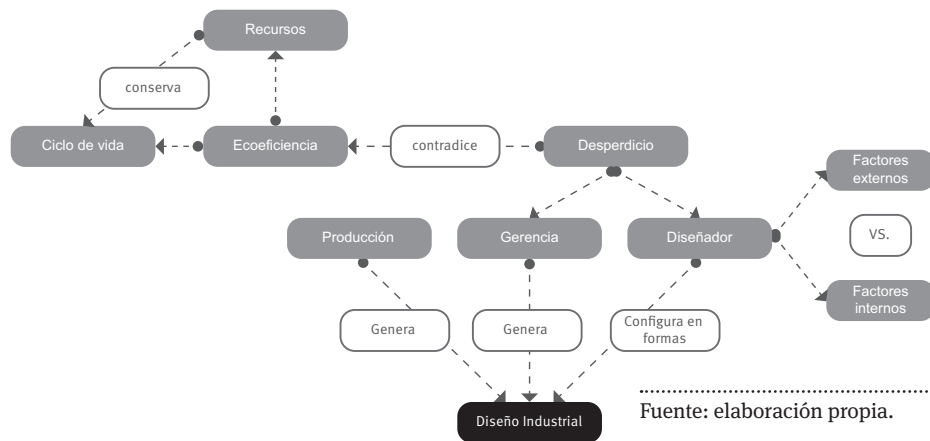 Recursos
conserva
Ciclo de vida
Ecoeficiencia
contradice
Desperdicio
Factores
externos
Producción
Gerencia
Diseñador
VS.
Factores
internos
Genera
Genera
Configura en
formas
Diseño Industrial
Fuente: elaboración propia.